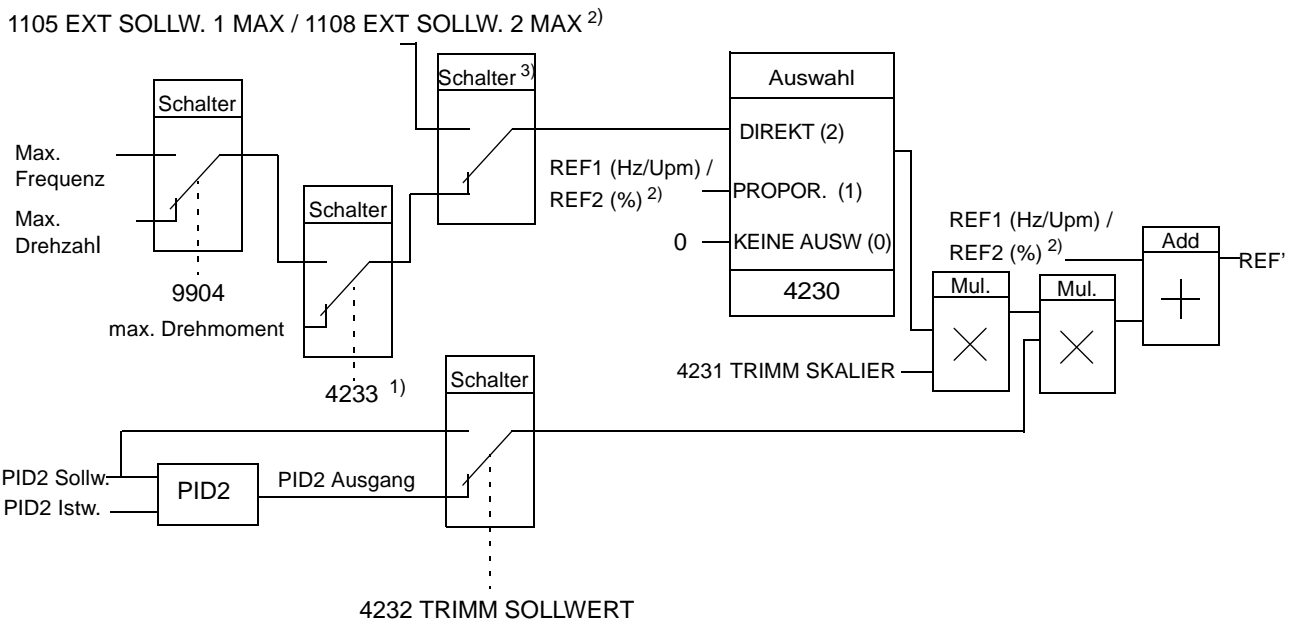 1105 EXT SOLLW. 1 MAX / 1108 EXT SOLLW. 2 MAX 2)
Schalter 3)
Auswahl
Schalter
DIREKT (2)
Max.
Frequenz
REF1 (Hz/Upm) /
REF2 (%) 2)
PROPOR. (1)
Schalter
Max.
Drehzahl
0
KEINE AUSW (0)
REF1 (Hz/Upm) /
REF2 (%) 2)
Add
REF'
9904
4230
Mul.
Mul.
max. Drehmoment
4231 TRIMM SKALIER
4233 1)
Schalter
PID2 Sollw.
PID2
PID2 Ausgang
PID2 Istw.
4232 TRIMM SOLLWERT